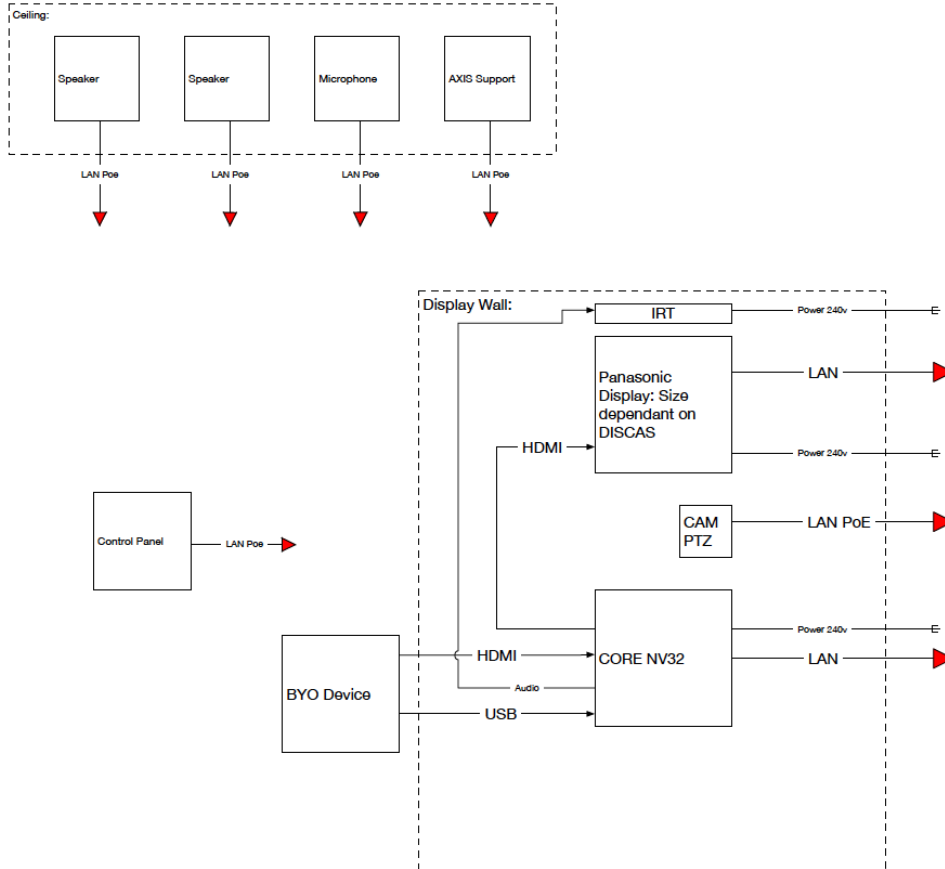 Ceiling:
Speaker
Speaker
Microphone
AXIS Support
LAN Poe
LAN Poe
LAN Poe
LAN Poe
Display Wall:
IRT
Power 240v
Panasonic
Display: Size
dependant on
DISCAS
LAN
HDMI
Power 240v
CAM
PTZ
LAN PoE
Control Panel
LAN Poe
CORE NV32
Power 240v
LAN
BYO Device
HDMI
Audio
USB